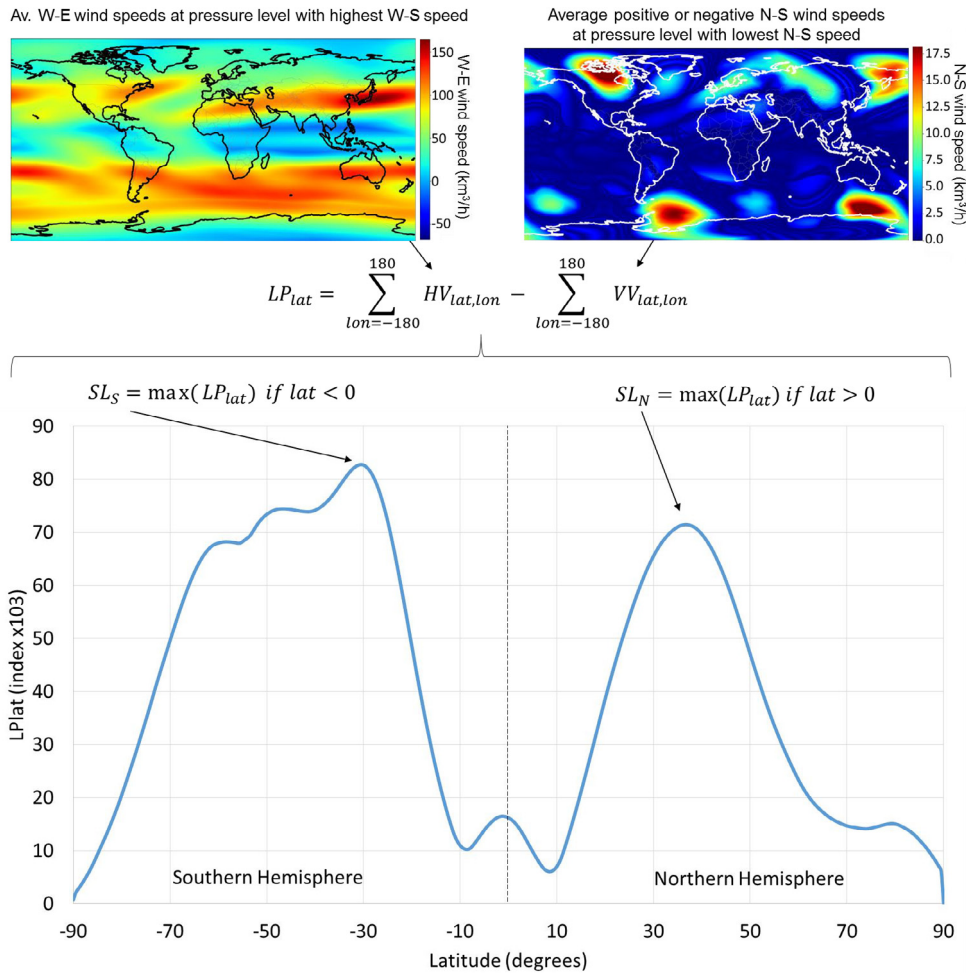 Av. W-E wind speeds at pressure level with highest W-S speed
Average positive or negative N-S wind speeds
at pressure level with lowest N-S speed
150
100
50
0
-50
W-E wind speed (km³/h)
17.5
15.0
12.5
10.0
7.5
5.0
2.5
0.0
N-S wind speed (km³/h)
LP_lat = ∑_{lon=−180}^{180} HV_{lat,lon} − ∑_{lon=−180}^{180} VV_{lat,lon}
SL_S = max(LP_lat) if lat < 0
SL_N = max(LP_lat) if lat > 0
90
80
70
60
50
40
30
20
10
0
LPlat (index x103)
Southern Hemisphere
Northern Hemisphere
-90 -70 -50 -30 -10 10 30 50 70 90
Latitude (degrees)